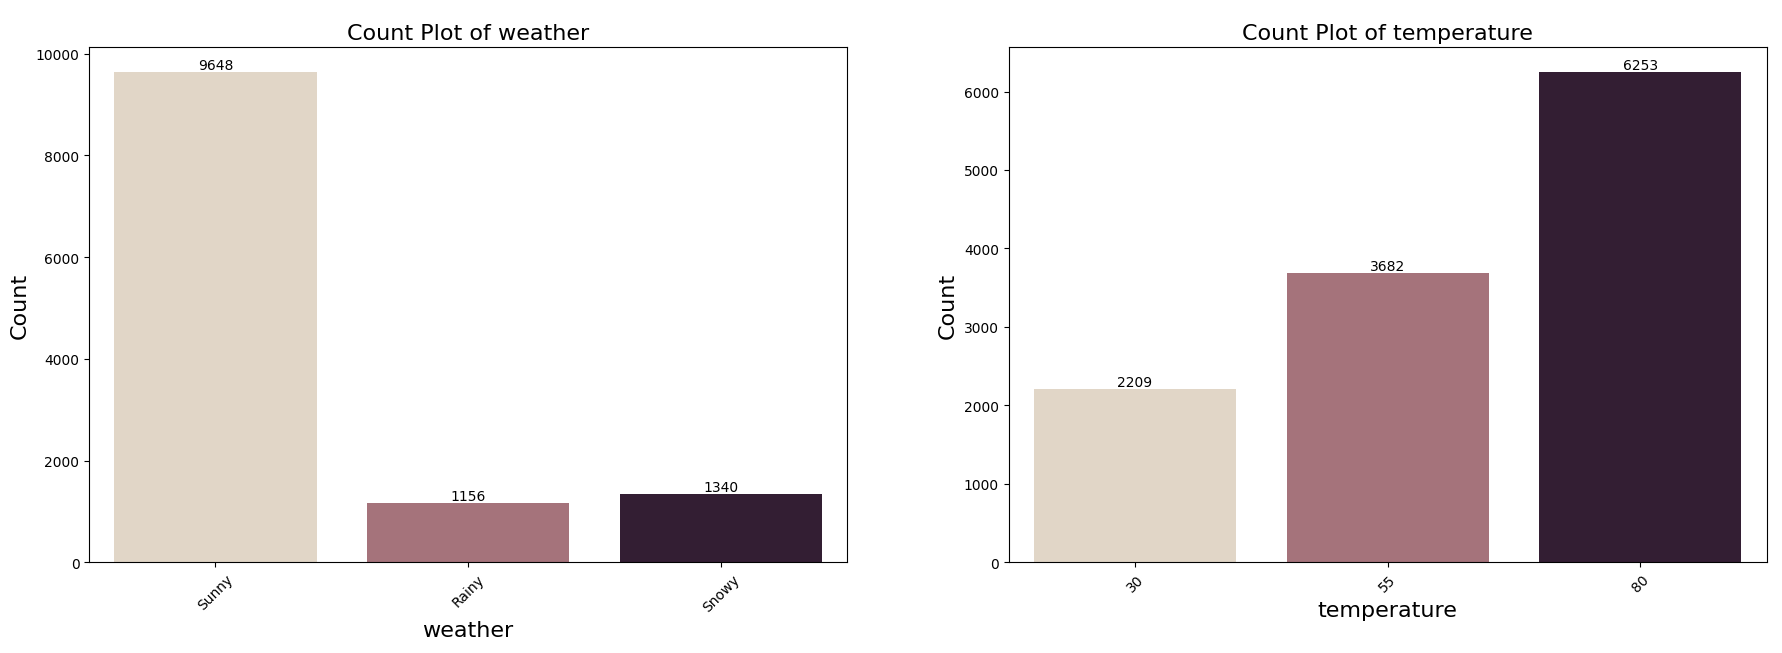 Count Plot of weather
10000
8000
6000
4000
2000
0
Count
9648
1156
1340
Sunny
Rainy
Snowy
weather
Count Plot of temperature
6000
5000
4000
3000
2000
1000
0
Count
2209
3682
6253
30
55
80
temperature